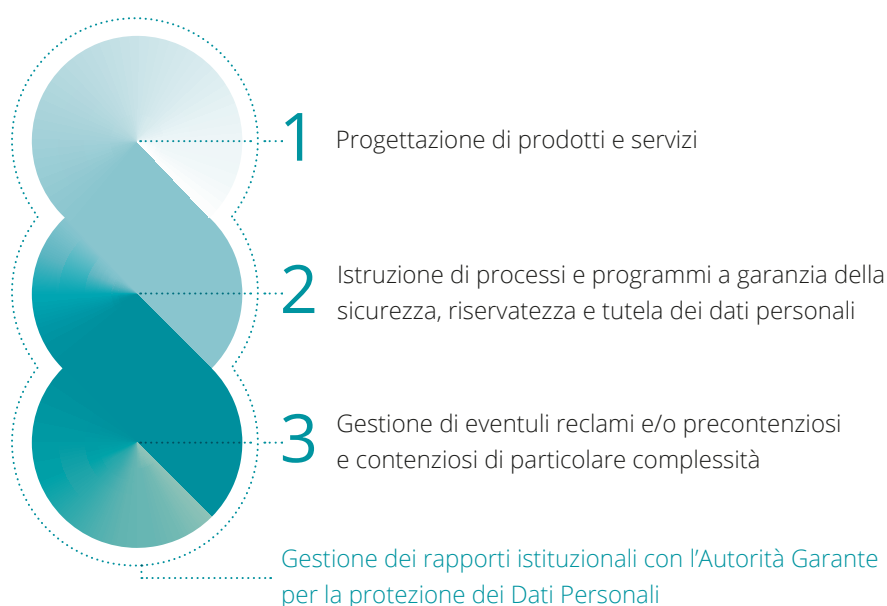 1
Progettazione di prodotti e servizi
2
Istruzione di processi e programmi a garanzia della
sicurezza, riservatezza e tutela dei dati personali
3
Gestione di eventuli reclami e/o precontenziosi
e contenziosi di particolare complessità
Gestione dei rapporti istituzionali con l'Autorità Garante
per la protezione dei Dati Personali